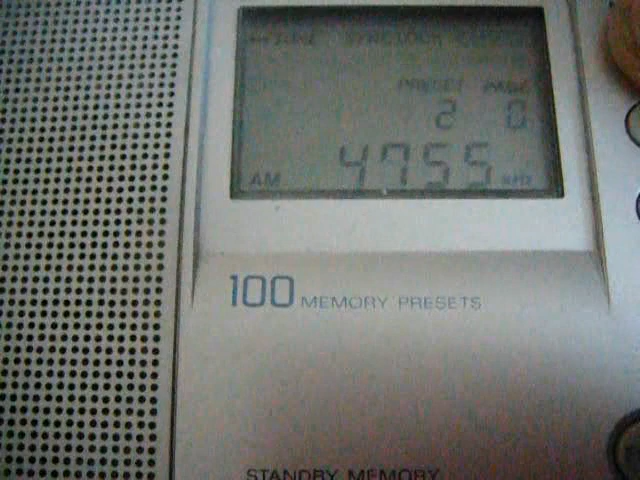 PRESET PAGE
2 0
AM 4755 kHz
100 MEMORY PRESETS
STANDBY MEMORY